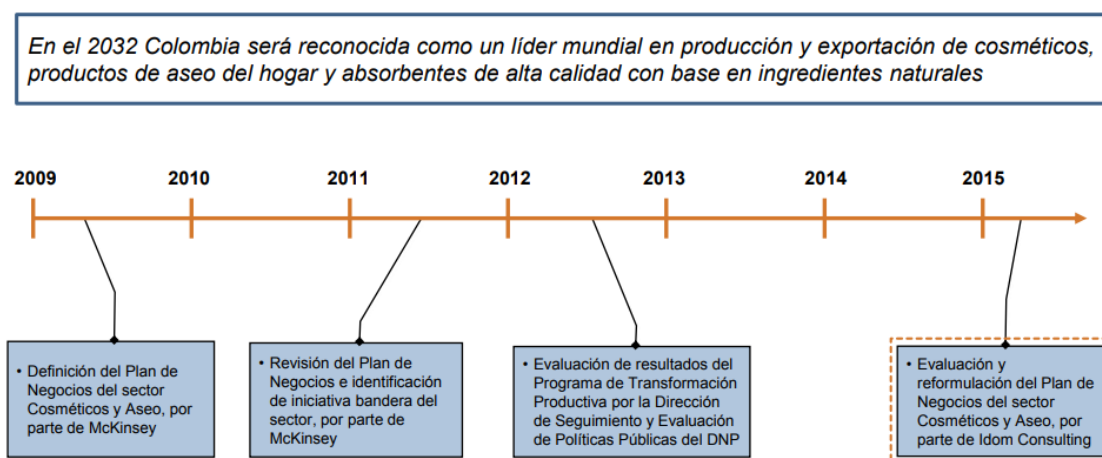 En el 2032 Colombia será reconocida como un líder mundial en producción y exportación de cosméticos,
productos de aseo del hogar y absorbentes de alta calidad con base en ingredientes naturales
2009 2010 2011 2012 2013 2014 2015
• Definición del Plan de
Negocios del sector
Cosméticos y Aseo, por
parte de McKinsey
• Revisión del Plan de
Negocios e identificación
de iniciativa bandera del
sector, por parte de
McKinsey
• Evaluación de resultados del
Programa de Transformación
Productiva por la Dirección
de Seguimiento y Evaluación
de Políticas Públicas del DNP
• Evaluación y
reformulación del Plan de
Negocios del sector
Cosméticos y Aseo, por
parte de Idom Consulting